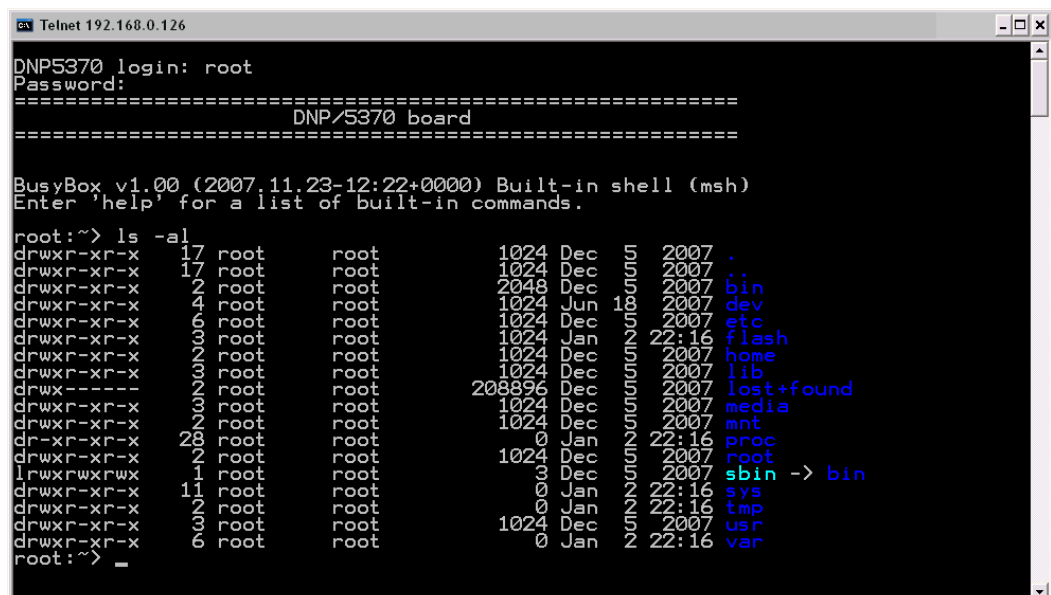 Telnet 192.168.0.126
DNP5370 login: root
Password:
=========================================================
DNP/5370 board
=========================================================
BusyBox v1.00 (2007.11.23-12:22+0000) Built-in shell (msh)
Enter 'help' for a list of built-in commands.
root:~> ls -al
drwxr-xr-x 17 root root 1024 Dec 5 2007 .
drwxr-xr-x 17 root root 1024 Dec 5 2007 ..
drwxr-xr-x 2 root root 2048 Dec 5 2007 bin
drwxr-xr-x 4 root root 1024 Jun 18 2007 dev
drwxr-xr-x 6 root root 1024 Dec 5 2007 etc
drwxr-xr-x 3 root root 1024 Jan 2 22:16 flash
drwxr-xr-x 2 root root 1024 Dec 5 2007 home
drwxr-xr-x 3 root root 1024 Dec 5 2007 lib
drwx------ 2 root root 208896 Dec 5 2007 lost+found
drwxr-xr-x 3 root root 1024 Dec 5 2007 media
drwxr-xr-x 2 root root 1024 Dec 5 2007 mnt
dr-xr-xr-x 28 root root 0 Jan 2 22:16 proc
drwxr-xr-x 2 root root 1024 Dec 5 2007 root
lrwxrwxrwx 1 root root 3 Dec 5 2007 sbin -> bin
drwxr-xr-x 11 root root 0 Jan 2 22:16 sys
drwxr-xr-x 2 root root 0 Jan 2 22:16 tmp
drwxr-xr-x 3 root root 1024 Dec 5 2007 usr
drwxr-xr-x 6 root root 0 Jan 2 22:16 var
root:~> _